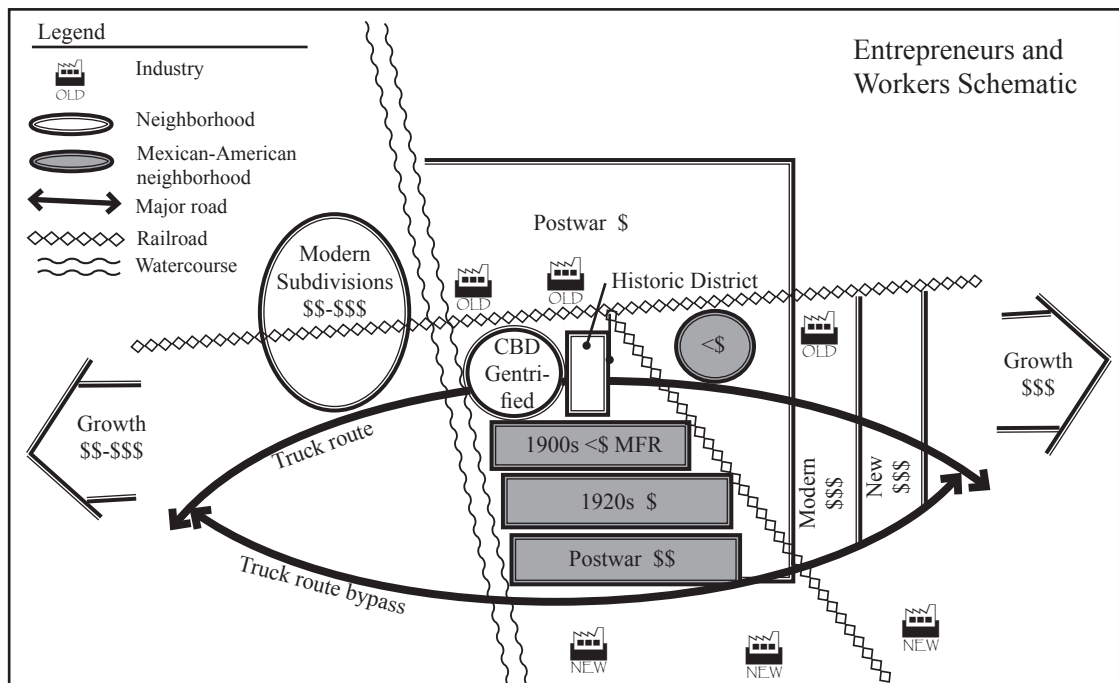 Legend
OLD
Industry
Neighborhood
Mexican-American
neighborhood
Major road
Railroad
Watercourse
Entrepreneurs and
Workers Schematic
Postwar $
Modern
Subdivisions
$$-$$$
OLD
OLD
Historic District
OLD
CBD
Gentri-
fied
<$
Growth
$$$
Growth
$$-$$$
Truck route
1900s <$ MFR
1920s $
Postwar $$
Modern
$$$
New
$$$
Truck route bypass
NEW
NEW
NEW